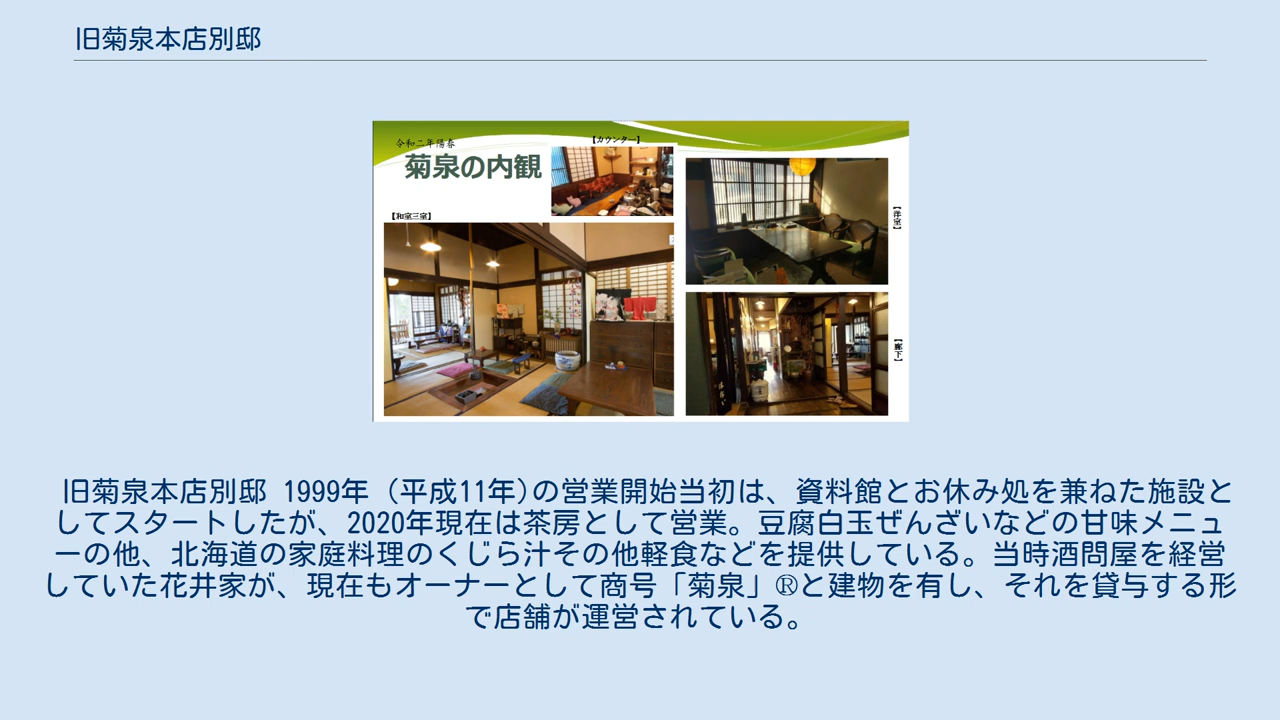 旧菊泉本店別邸
令和二年陽春
菊泉の内観
【カウンター】
【和室三室】
【洋室】
【廊下】
旧菊泉本店別邸 1999年 (平成11年)の営業開始当初は、資料館とお休み処を兼ねた施設と
してスタートしたが、2020年現在は茶房として営業。豆腐白玉ぜんざいなどの甘味メニュ
ーの他、北海道の家庭料理のくじら汁その他軽食などを提供している。当時酒問屋を経営
していた花井家が、現在もオーナーとして商号「菊泉」®と建物を有し、それを貸与する形
で店舗が運営されている。